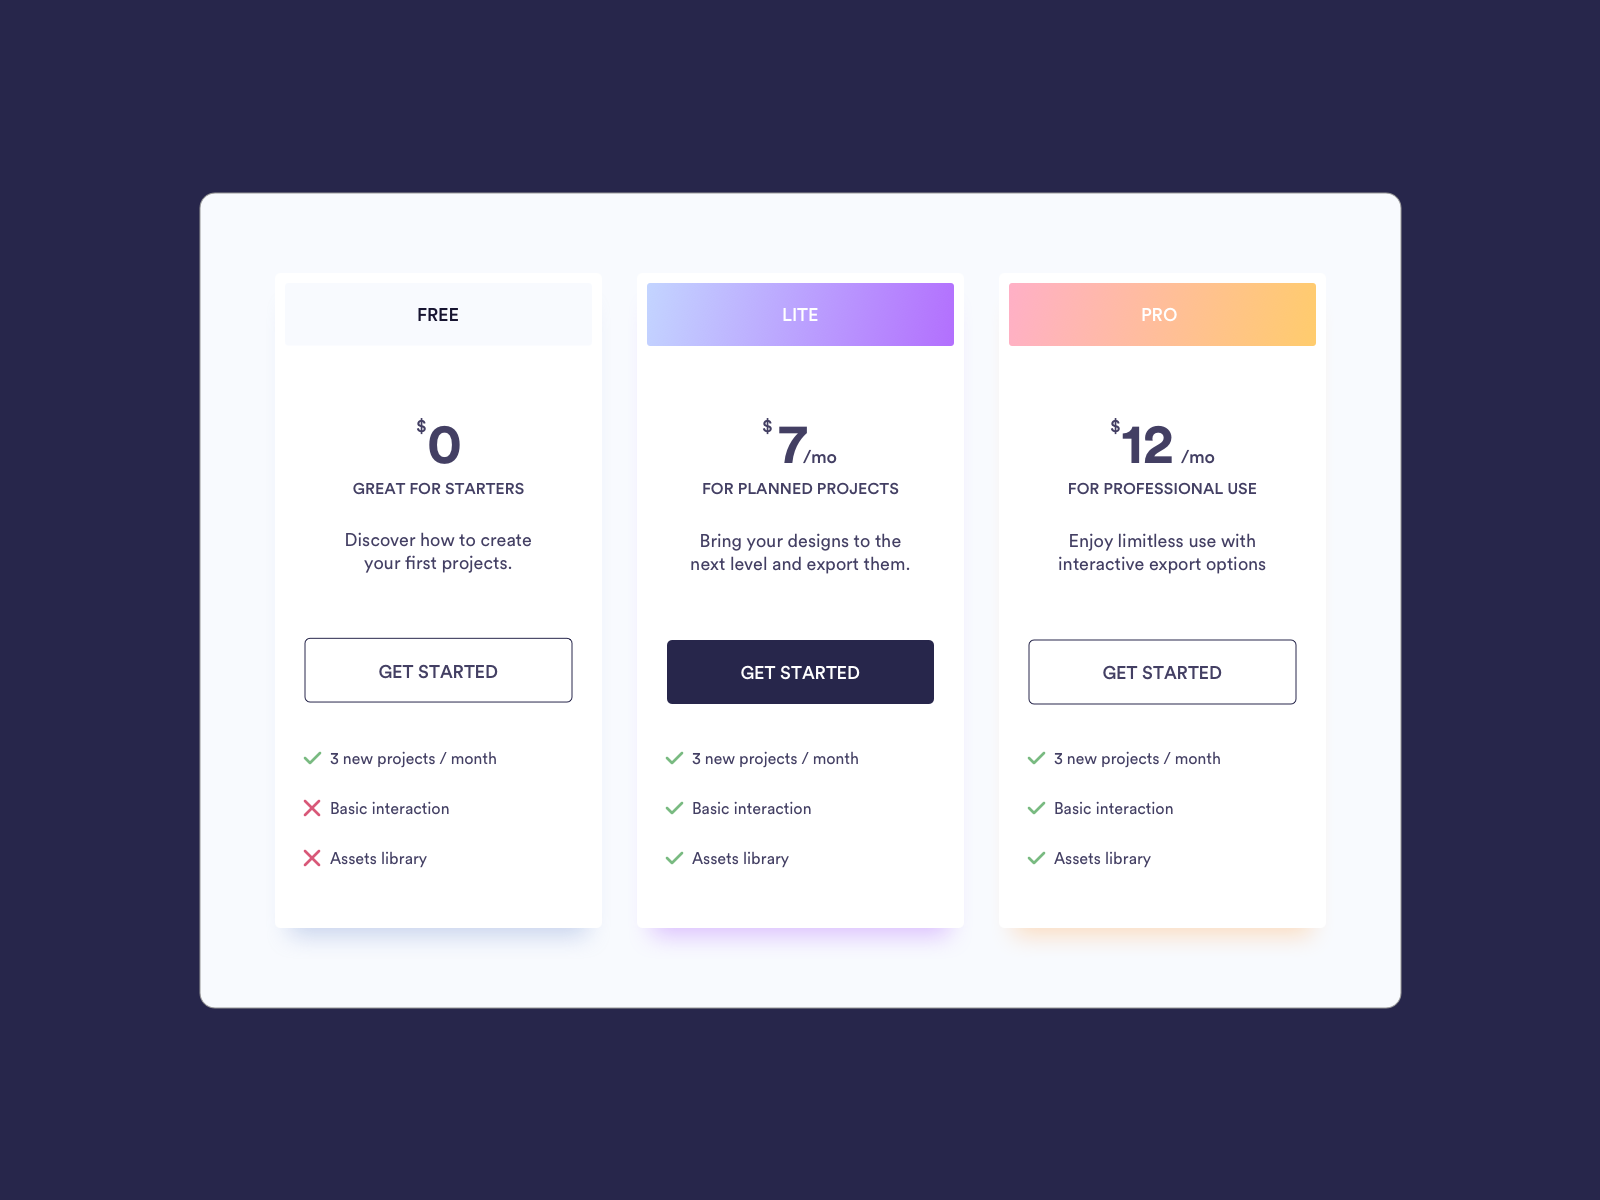 FREE
$0
GREAT FOR STARTERS
Discover how to create
your first projects.
GET STARTED
3 new projects / month
Basic interaction
Assets library
LITE
$7/mo
FOR PLANNED PROJECTS
Bring your designs to the
next level and export them.
GET STARTED
3 new projects / month
Basic interaction
Assets library
PRO
$12 /mo
FOR PROFESSIONAL USE
Enjoy limitless use with
interactive export options
GET STARTED
3 new projects / month
Basic interaction
Assets library